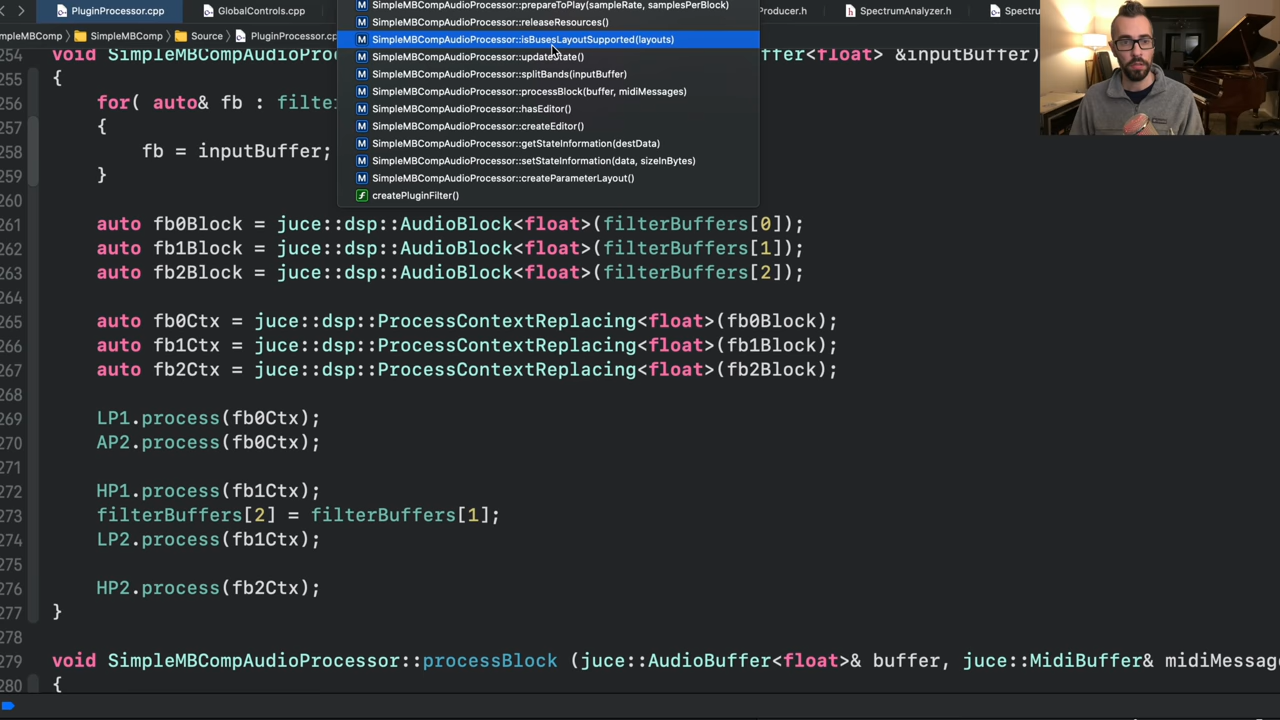 PluginProcessor.cpp
GlobalControls.cpp
Producer.h
SpectrumAnalyzer.h
Spectru
mpleMBComp
SimpleMBComp
Source
PluginProcessor.cp
SimpleMBCompAudioProcessor::prepareToPlay(sampleRate, samplesPerBlock)
SimpleMBCompAudioProcessor::releaseResources()
SimpleMBCompAudioProcessor::isBusesLayoutSupported(layouts)
SimpleMBCompAudioProcessor::updateState()
SimpleMBCompAudioProcessor::splitBands(inputBuffer)
SimpleMBCompAudioProcessor::processBlock(buffer, midiMessages)
SimpleMBCompAudioProcessor::hasEditor()
SimpleMBCompAudioProcessor::createEditor()
SimpleMBCompAudioProcessor::getStateInformation(destData)
SimpleMBCompAudioProcessor::setStateInformation(data, sizeInBytes)
SimpleMBCompAudioProcessor::createParameterLayout()
createPluginFilter()
254 void SimpleMBCompAudioPro ffer<float> &inputBuffer)
255 {
256 for( auto& fb : filte
257 {
258 fb = inputBuffer;
259 }
260
261 auto fb0Block = juce::dsp::AudioBlock<float>(filterBuffers[0]);
262 auto fb1Block = juce::dsp::AudioBlock<float>(filterBuffers[1]);
263 auto fb2Block = juce::dsp::AudioBlock<float>(filterBuffers[2]);
264
265 auto fb0Ctx = juce::dsp::ProcessContextReplacing<float>(fb0Block);
266 auto fb1Ctx = juce::dsp::ProcessContextReplacing<float>(fb1Block);
267 auto fb2Ctx = juce::dsp::ProcessContextReplacing<float>(fb2Block);
268
269 LP1.process(fb0Ctx);
270 AP2.process(fb0Ctx);
271
272 HP1.process(fb1Ctx);
273 filterBuffers[2] = filterBuffers[1];
274 LP2.process(fb1Ctx);
275
276 HP2.process(fb2Ctx);
277 }
278
279 void SimpleMBCompAudioProcessor::processBlock (juce::AudioBuffer<float>& buffer, juce::MidiBuffer& midiMessag
280 {